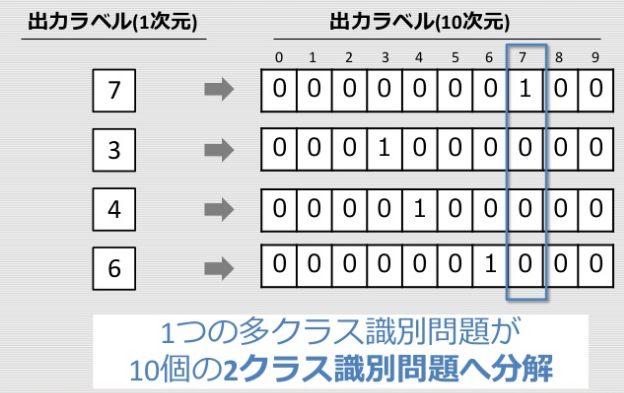 出力ラベル(1次元)
出力ラベル(10次元)
0 1 2 3 4 5 6 7 8 9
7 0 0 0 0 0 0 0 1 0 0
3 0 0 0 1 0 0 0 0 0 0
4 0 0 0 0 1 0 0 0 0 0
6 0 0 0 0 0 0 1 0 0 0
1つの多クラス識別問題が
10個の2クラス識別問題へ分解